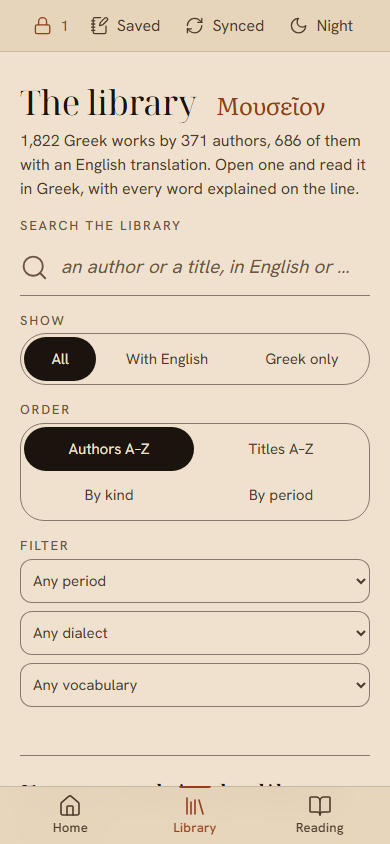 1 Saved Synced Night
The library Μουσεῖον
1,822 Greek works by 371 authors, 686 of them
with an English translation. Open one and read it
in Greek, with every word explained on the line.
SEARCH THE LIBRARY
an author or a title, in English or ...
SHOW
All With English Greek only
ORDER
Authors A–Z Titles A–Z
By kind By period
FILTER
Any period
Any dialect
Any vocabulary
Home Library Reading